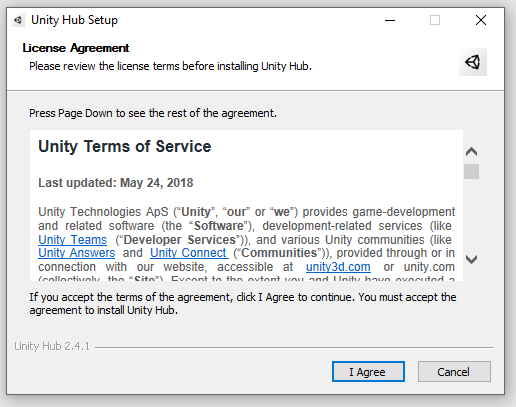 Unity Hub Setup
License Agreement
Please review the license terms before installing Unity Hub.
Press Page Down to see the rest of the agreement.
Unity Terms of Service
Last updated: May 24, 2018
Unity Technologies ApS (“Unity”, “our” or “we”) provides game-development
and related software (the “Software”), development-related services (like
Unity Teams (“Developer Services”)), and various Unity communities (like
Unity Answers and Unity Connect (“Communities”)), provided through or in
connection with our website, accessible at unity3d.com or unity.com
(collectively, the “Site”). Except to the extent you and Unity have executed a
If you accept the terms of the agreement, click I Agree to continue. You must accept the
agreement to install Unity Hub.
Unity Hub 2.4.1
I Agree
Cancel